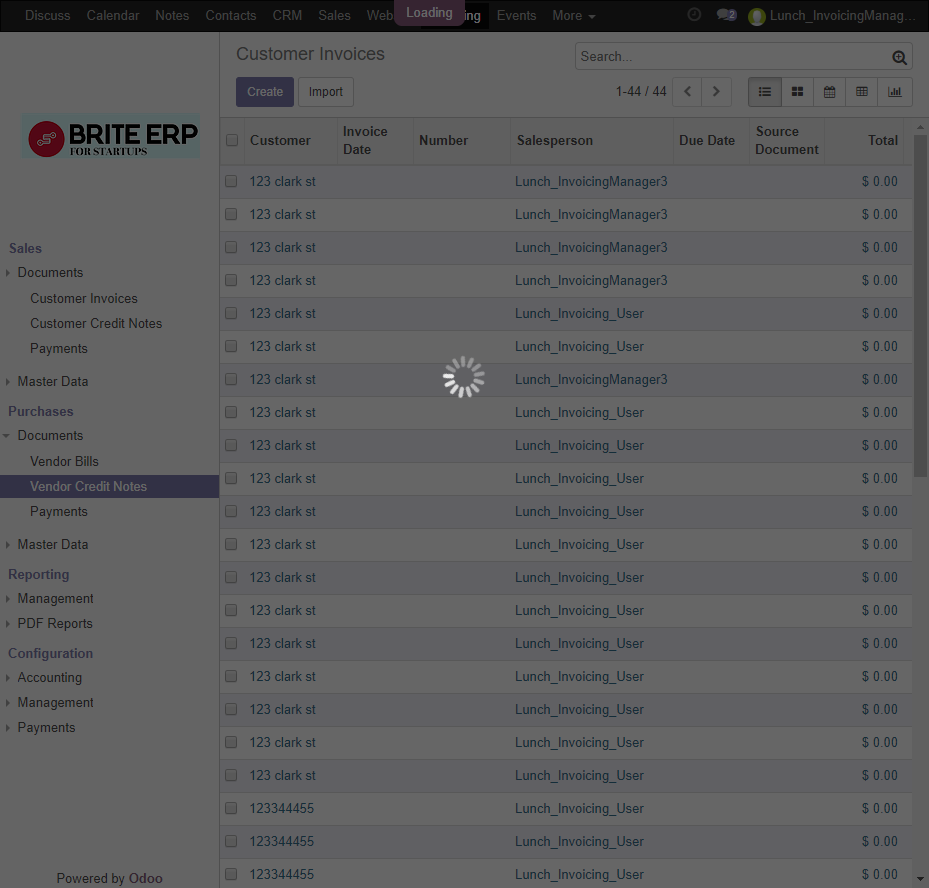 Discuss Calendar Notes Contacts CRM Sales Web Loading ing Events More 2 Lunch_InvoicingManag...
BRITE ERP
FOR STARTUPS
Sales
Documents
Customer Invoices
Customer Credit Notes
Payments
Master Data
Purchases
Documents
Vendor Bills
Vendor Credit Notes
Payments
Master Data
Reporting
Management
PDF Reports
Configuration
Accounting
Management
Payments
Powered by Odoo
Customer Invoices
Search...
Create Import 1-44 / 44
Customer Invoice Date Number Salesperson Due Date Source Document Total
123 clark st Lunch_InvoicingManager3 $ 0.00
123 clark st Lunch_InvoicingManager3 $ 0.00
123 clark st Lunch_InvoicingManager3 $ 0.00
123 clark st Lunch_InvoicingManager3 $ 0.00
123 clark st Lunch_Invoicing_User $ 0.00
123 clark st Lunch_Invoicing_User $ 0.00
123 clark st Lunch_InvoicingManager3 $ 0.00
123 clark st Lunch_Invoicing_User $ 0.00
123 clark st Lunch_Invoicing_User $ 0.00
123 clark st Lunch_Invoicing_User $ 0.00
123 clark st Lunch_Invoicing_User $ 0.00
123 clark st Lunch_Invoicing_User $ 0.00
123 clark st Lunch_Invoicing_User $ 0.00
123 clark st Lunch_Invoicing_User $ 0.00
123 clark st Lunch_Invoicing_User $ 0.00
123 clark st Lunch_Invoicing_User $ 0.00
123 clark st Lunch_Invoicing_User $ 0.00
123 clark st Lunch_Invoicing_User $ 0.00
123 clark st Lunch_Invoicing_User $ 0.00
123344455 Lunch_Invoicing_User $ 0.00
123344455 Lunch_Invoicing_User $ 0.00
123344455 Lunch_Invoicing_User $ 0.00